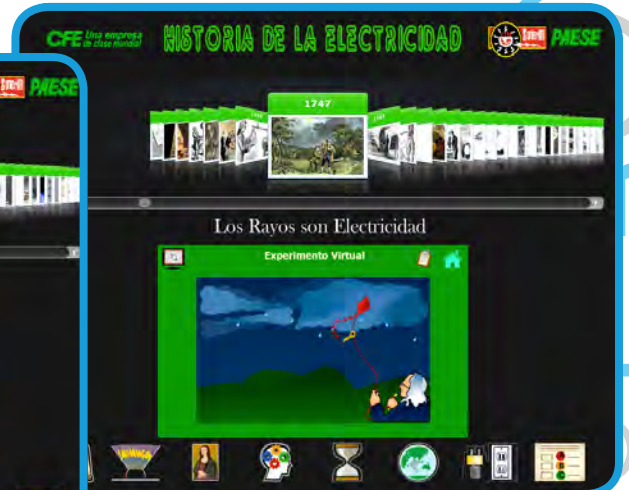 CFE Una empresa
de clase mundial
HISTORIA DE LA ELECTRICIDAD
PAESE
PAESE
1747
Los Rayos son Electricidad
Experimento Virtual